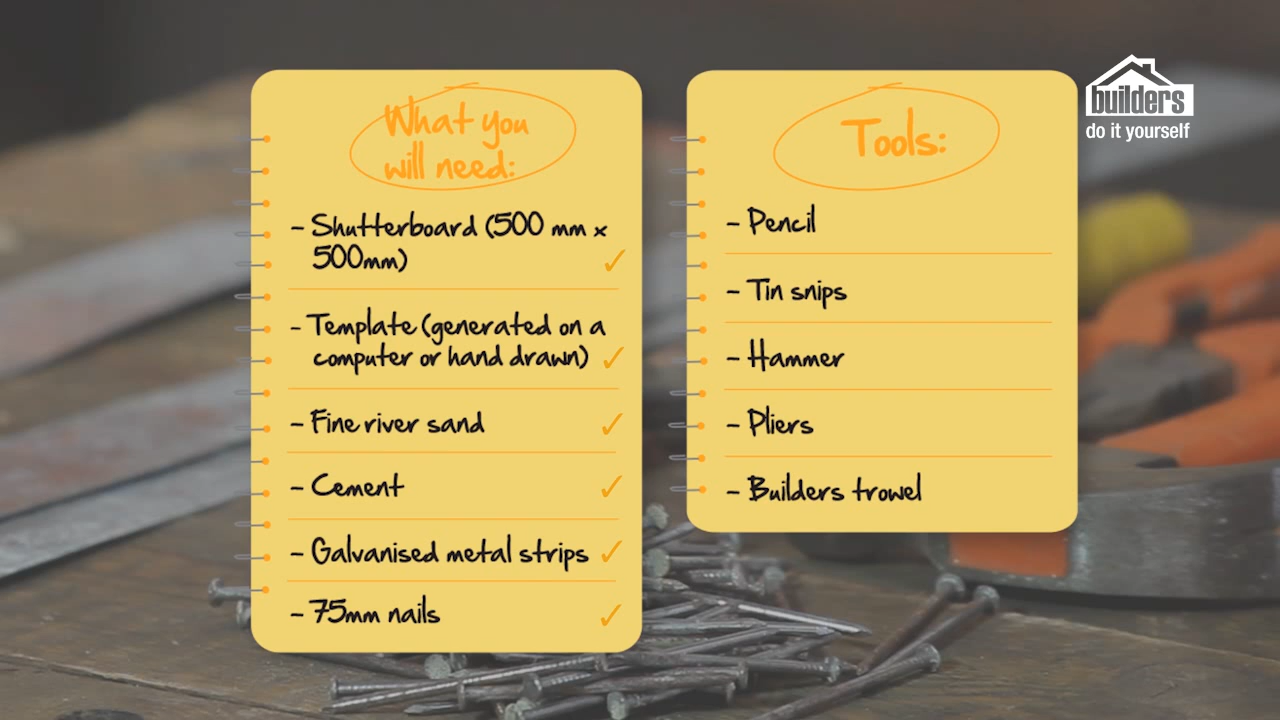 What you
will need:
- Shutterboard (500 mm x
500mm) ✓
- Template (generated on a
computer or hand drawn) ✓
- Fine river sand ✓
- Cement ✓
- Galvanised metal strips ✓
- 75mm nails ✓
Tools:
- Pencil
- Tin snips
- Hammer
- Pliers
- Builders trowel
builders
do it yourself